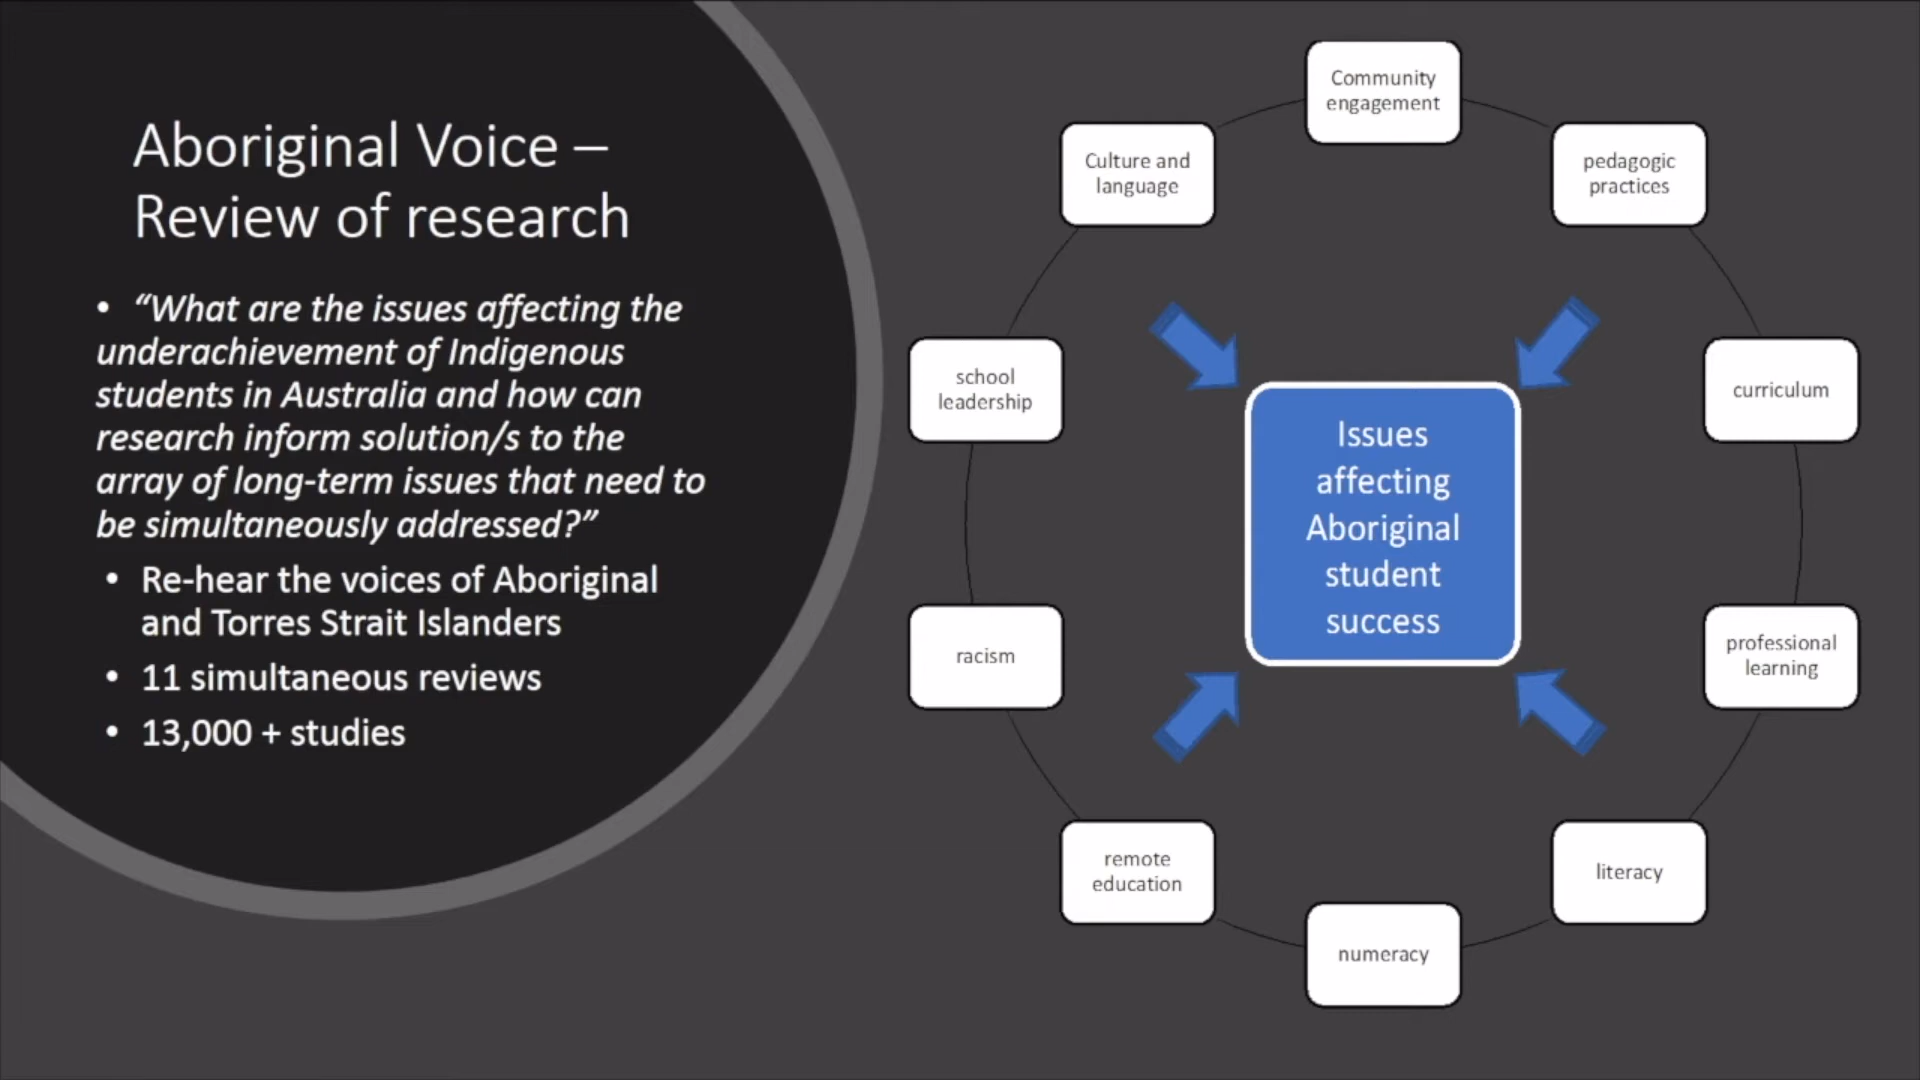 Aboriginal Voice –
Review of research
• “What are the issues affecting the
underachievement of Indigenous
students in Australia and how can
research inform solution/s to the
array of long-term issues that need to
be simultaneously addressed?”
• Re-hear the voices of Aboriginal
and Torres Strait Islanders
• 11 simultaneous reviews
• 13,000 + studies
Community
engagement
pedagogic
practices
curriculum
professional
learning
literacy
numeracy
remote
education
racism
school
leadership
Culture and
language
Issues
affecting
Aboriginal
student
success